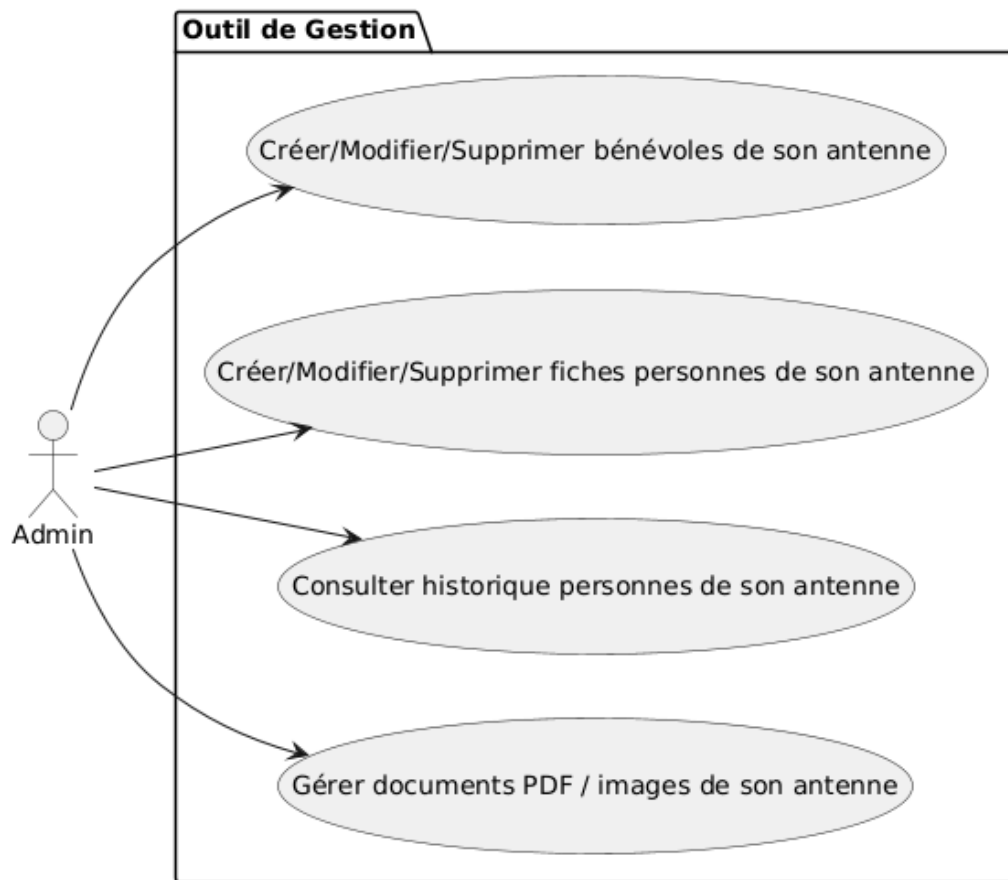 Outil de Gestion
Créer/Modifier/Supprimer bénévoles de son antenne
Créer/Modifier/Supprimer fiches personnes de son antenne
Admin
Consulter historique personnes de son antenne
Gérer documents PDF / images de son antenne